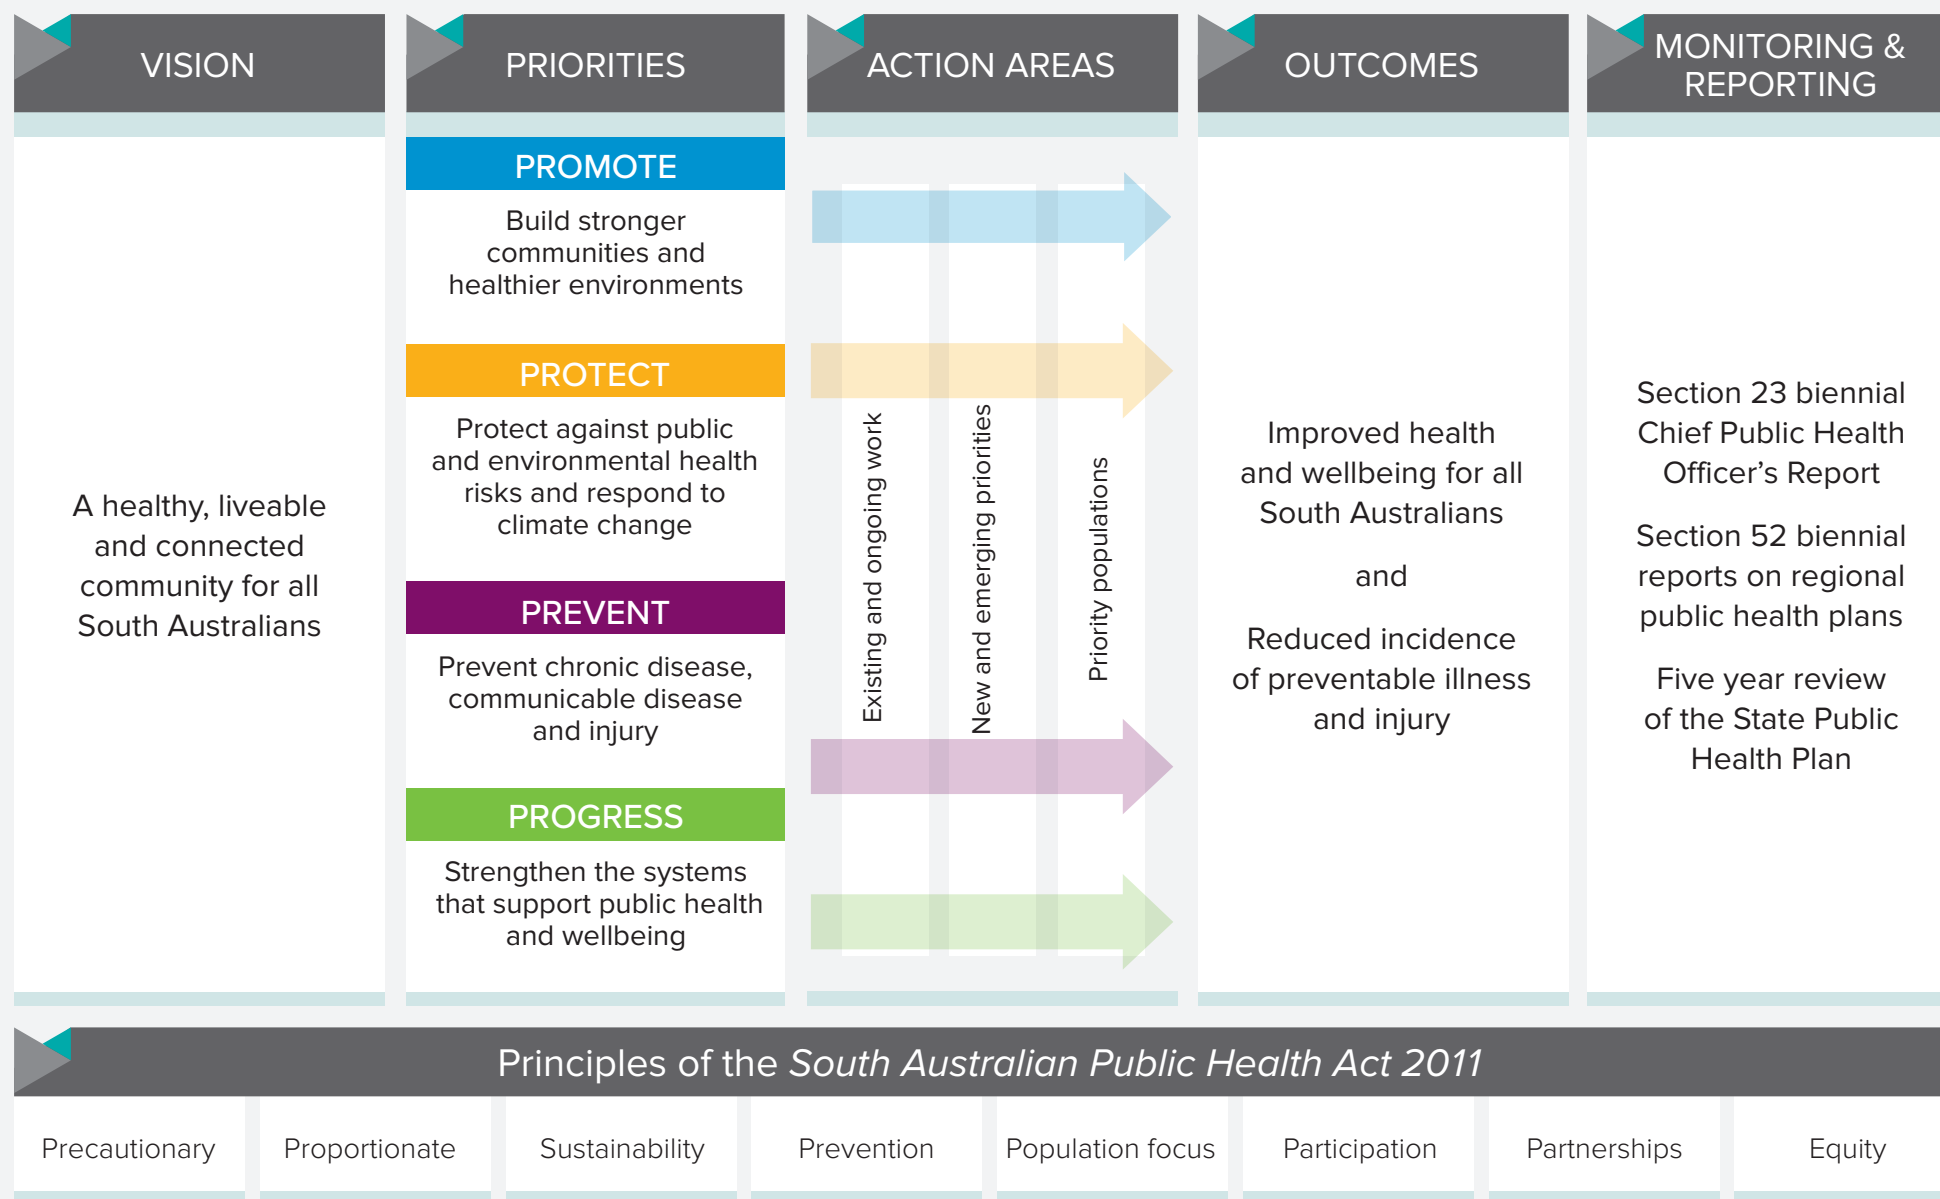 VISION
A healthy, liveable
and connected
community for all
South Australians
PRIORITIES
PROMOTE
Build stronger
communities and
healthier environments
PROTECT
Protect against public
and environmental health
risks and respond to
climate change
PREVENT
Prevent chronic disease,
communicable disease
and injury
PROGRESS
Strengthen the systems
that support public health
and wellbeing
ACTION AREAS
Existing and ongoing work
New and emerging priorities
Priority populations
OUTCOMES
Improved health
and wellbeing for all
South Australians
and
Reduced incidence
of preventable illness
and injury
MONITORING &
REPORTING
Section 23 biennial
Chief Public Health
Officer’s Report
Section 52 biennial
reports on regional
public health plans
Five year review
of the State Public
Health Plan
Principles of the South Australian Public Health Act 2011
Precautionary
Proportionate
Sustainability
Prevention
Population focus
Participation
Partnerships
Equity